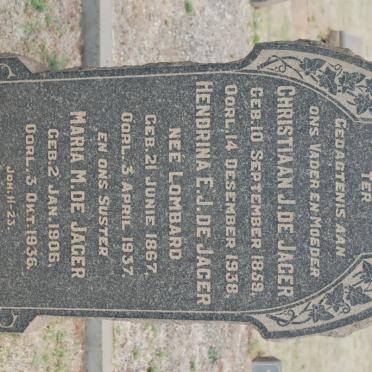 TER
GEDAGTENIS AAN
ONS VADER EN MOEDER
CHRISTIAAN J. DE JAGER
GEB. 10 SEPTEMBER 1859.
OORL. 14 DESEMBER 1938.
HENDRINA E. J. DE JAGER
NEE LOMBARD
GEB. 21 JUNIE 1867.
OORL. 3 APRIL 1937.
EN ONS SUSTER
MARIA M. DE JAGER
GEB. 2 JAN. 1906.
OORL. 3 OKT. 1936.
JOH. 11-23